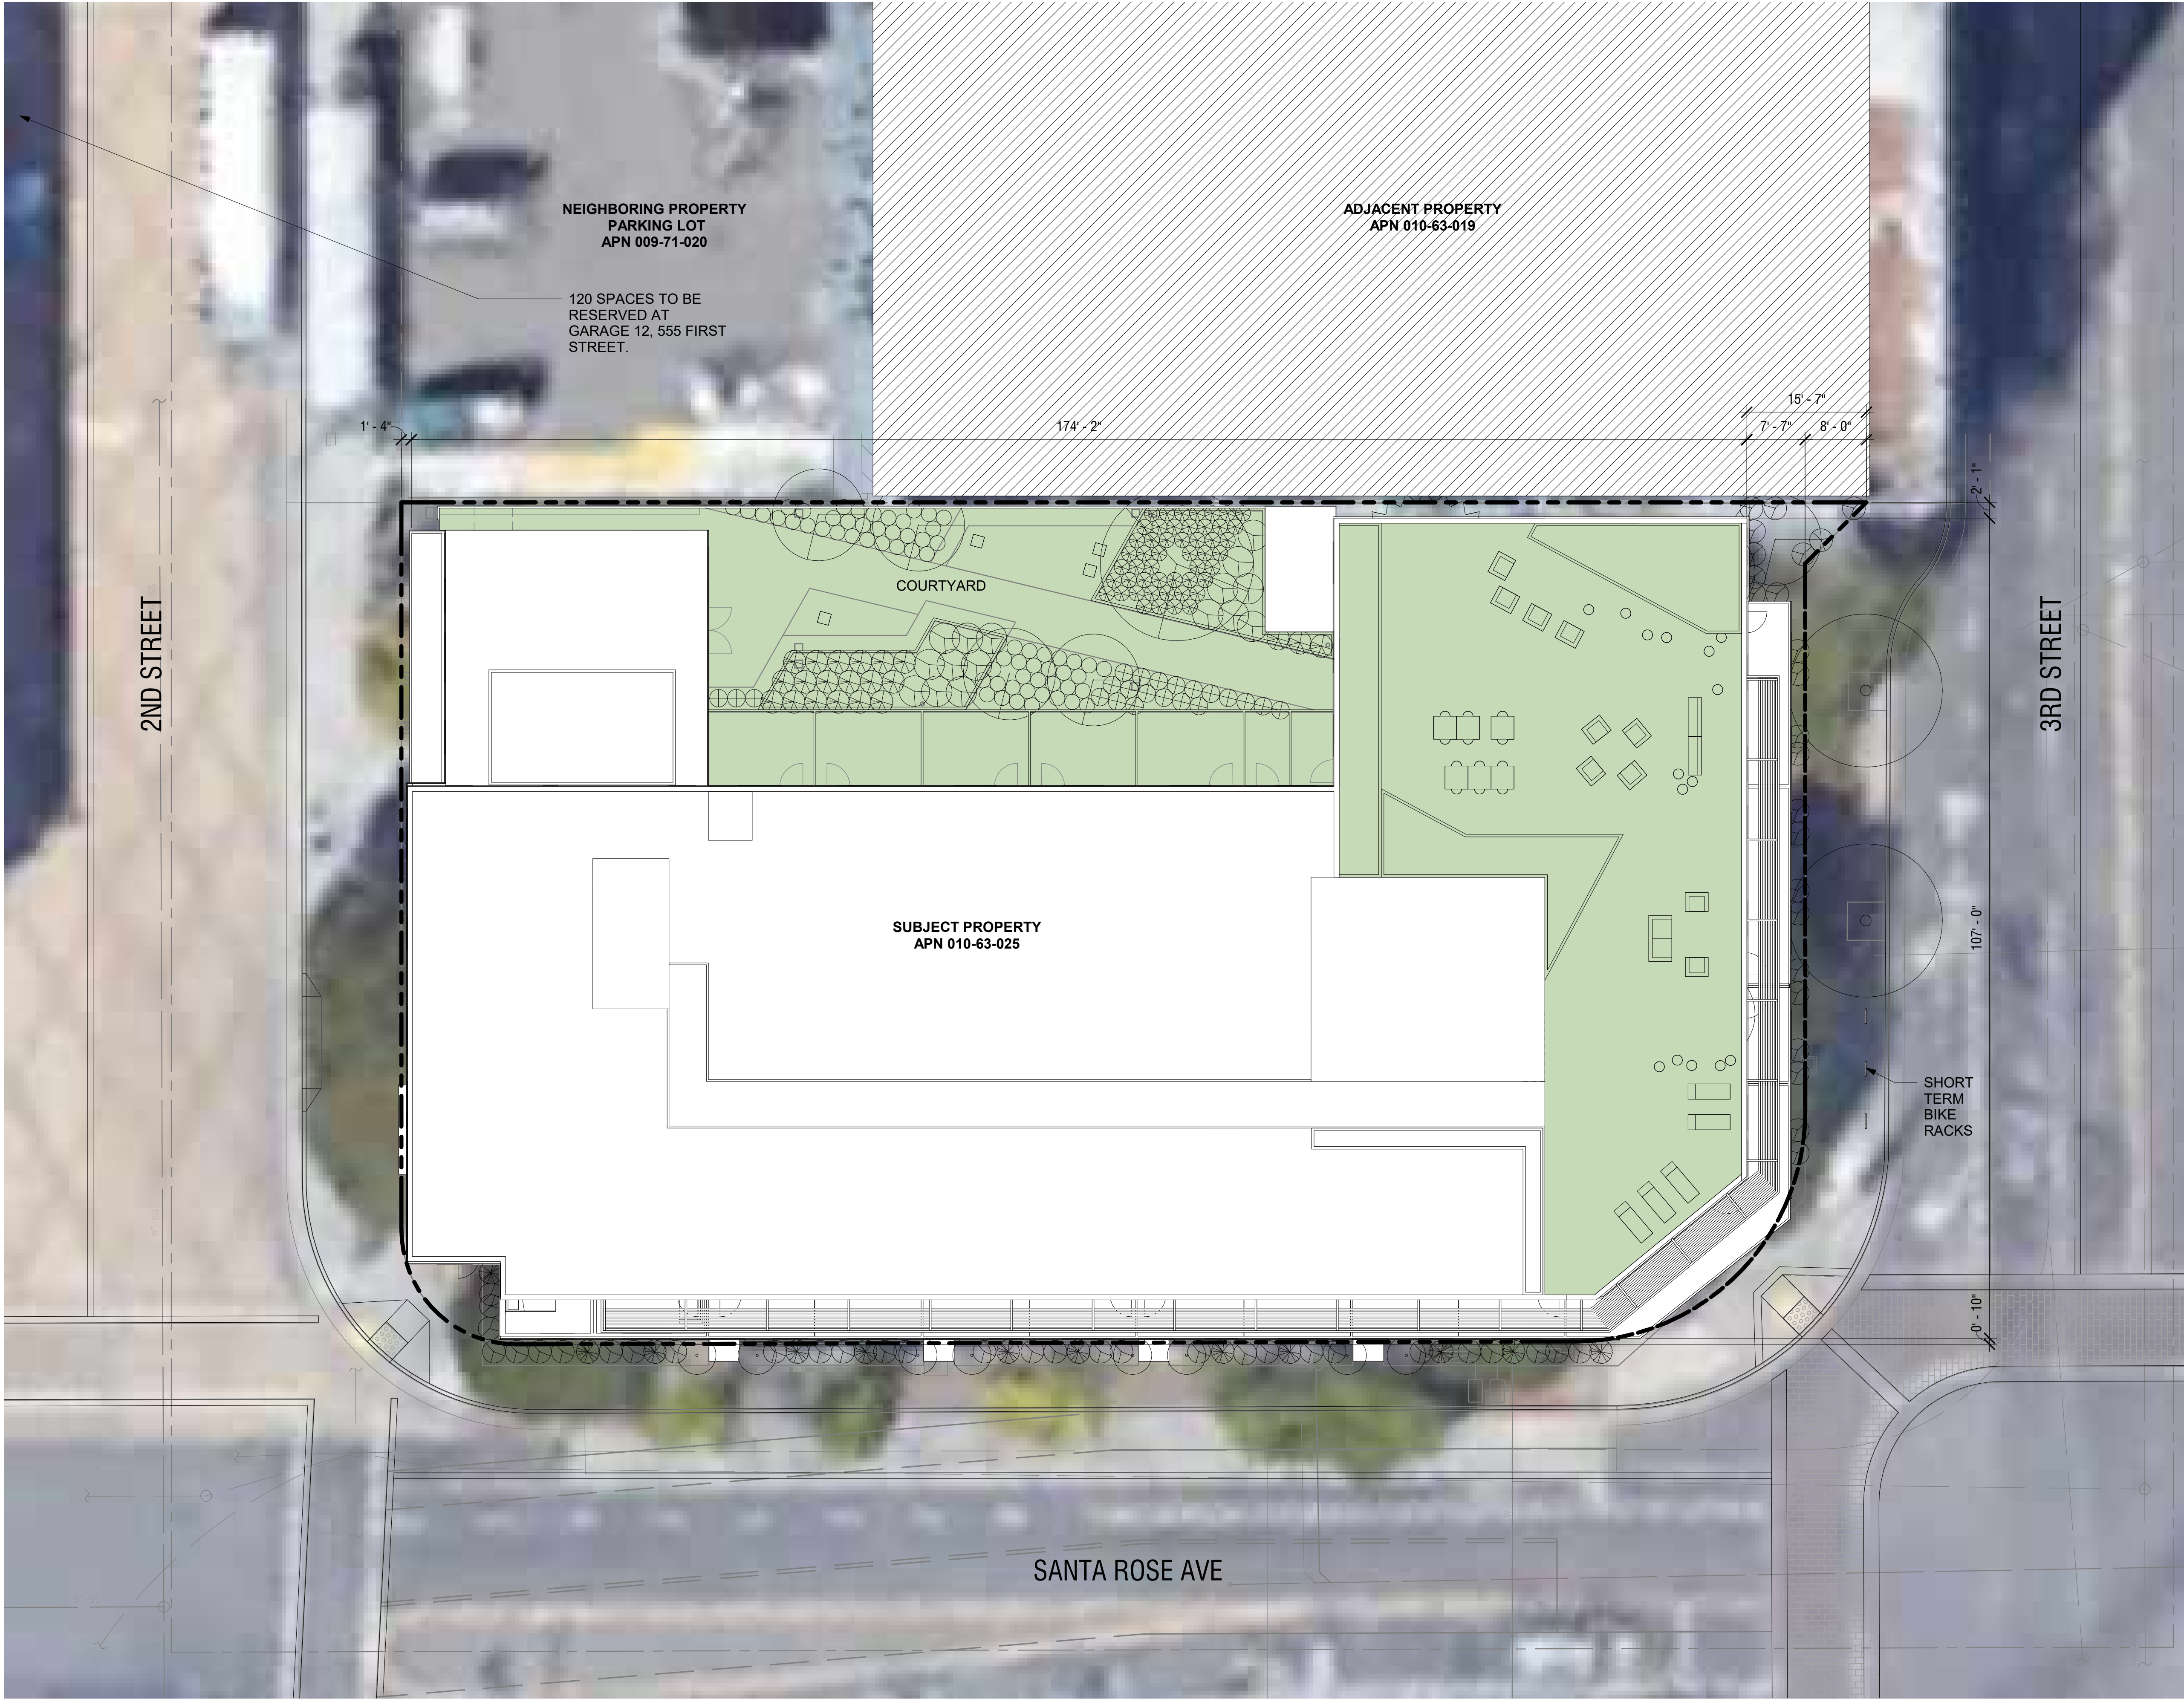 NEIGHBORING PROPERTY
PARKING LOT
APN 009-71-020
ADJACENT PROPERTY
APN 010-63-019
120 SPACES TO BE
RESERVED AT
GARAGE 12, 555 FIRST
STREET.
15' - 7"
1' - 4"
174' - 2"
7' - 7"
8' - 0"
2' - 1"
COURTYARD
2ND STREET
3RD STREET
SUBJECT PROPERTY
APN 010-63-025
107' - 0"
SHORT
TERM
BIKE
RACKS
0' - 10"
SANTA ROSE AVE